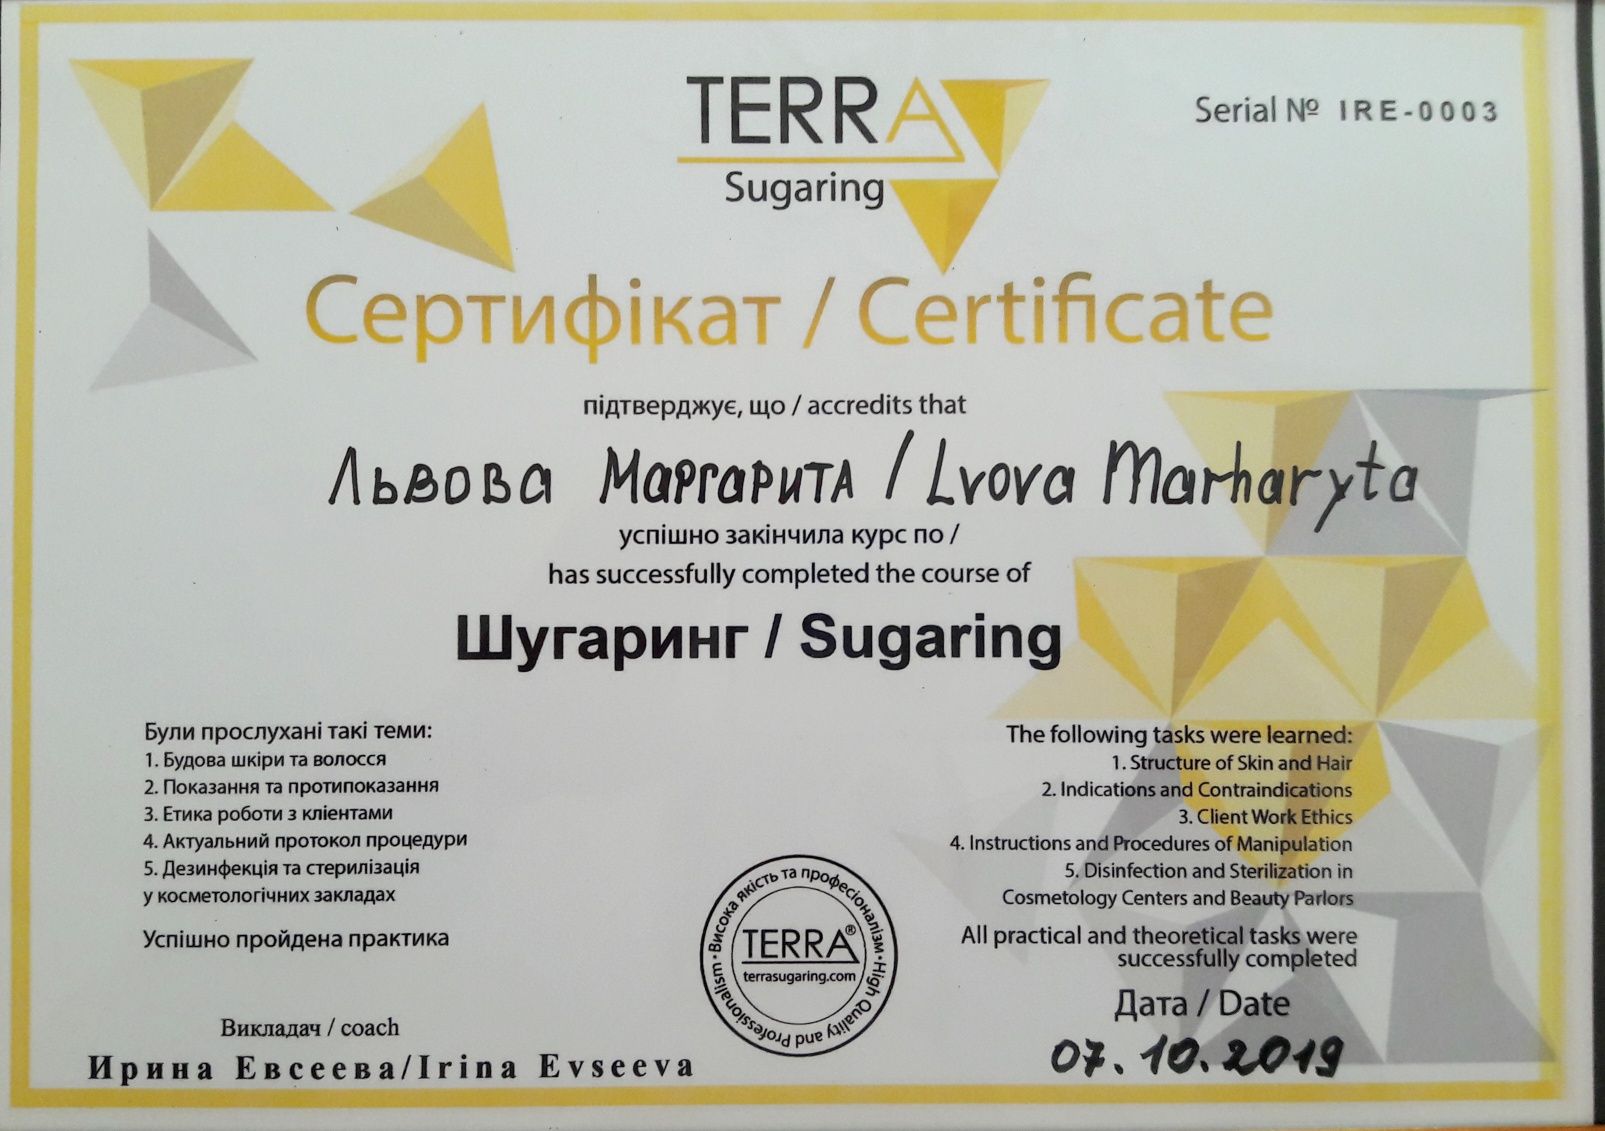 TERRA
Sugaring
Serial № IRE-0003
Сертифікат / Certificate
підтверджує, що / accredits that
Львова Маргарита / Lvova Marharyta
успішно закінчила курс по /
has successfully completed the course of
Шугаринг / Sugaring
Були прослухані такі теми:
1. Будова шкіри та волосся
2. Показання та протипоказання
3. Етика роботи з клієнтами
4. Актуальний протокол процедури
5. Дезинфекція та стерилізація
у косметологічних закладах
Успішно пройдена практика
The following tasks were learned:
1. Structure of Skin and Hair
2. Indications and Contraindications
3. Client Work Ethics
4. Instructions and Procedures of Manipulation
5. Disinfection and Sterilization in
Cosmetology Centers and Beauty Parlors
All practical and theoretical tasks were
successfully completed
Висока якість та професіоналізм • High Quality and Professionalism •
TERRA®
terrasugaring.com
Дата / Date
07.10.2019
Викладач / coach
Ирина Евсеева/Irina Evseeva